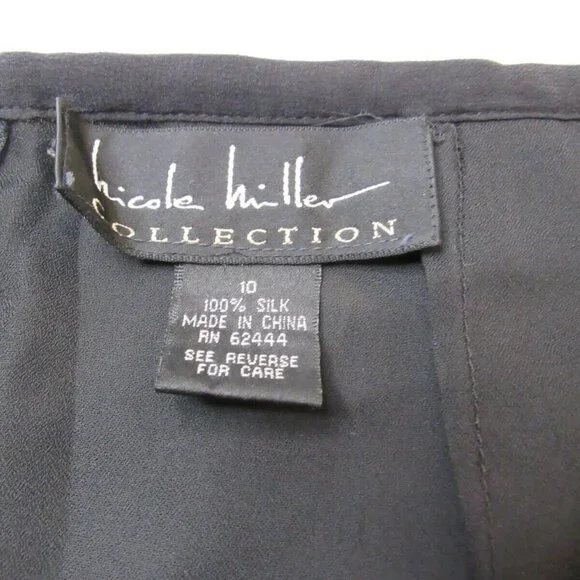 nicole miller
COLLECTION
10
100% SILK
MADE IN CHINA
RN 62444
SEE REVERSE
FOR CARE